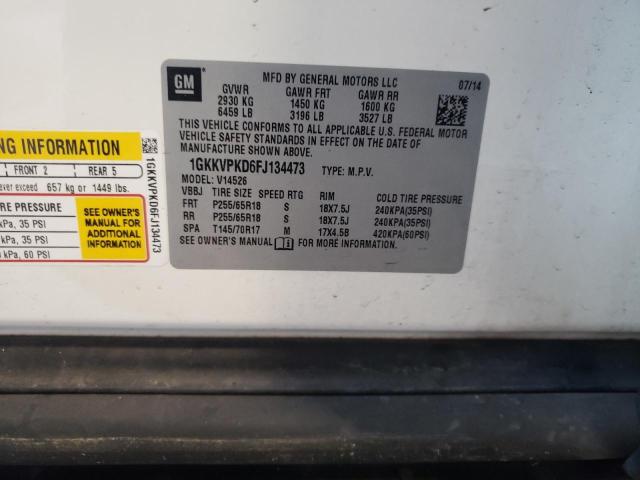 NG INFORMATION
FRONT 2 REAR 5
ever exceed 657 kg or 1449 lbs.
RE PRESSURE
kPa, 35 PSI
kPa, 35 PSI
kPa, 60 PSI
SEE OWNER'S
MANUAL FOR
ADDITIONAL
INFORMATION
1GKKVPKD6FJ134473
GM
MFD BY GENERAL MOTORS LLC
07/14
GVWR GAWR FRT GAWR RR
2930 KG 1450 KG 1600 KG
6459 LB 3196 LB 3527 LB
THIS VEHICLE CONFORMS TO ALL APPLICABLE U.S. FEDERAL MOTOR
VEHICLE SAFETY STANDARDS IN EFFECT ON THE DATE OF
MANUFACTURE SHOWN ABOVE.
1GKKVPKD6FJ134473 TYPE: M.P.V.
MODEL: V14526
VBBJ TIRE SIZE SPEED RTG RIM COLD TIRE PRESSURE
FRT P255/65R18 S 18X7.5J 240KPA(35PSI)
RR P255/65R18 S 18X7.5J 240KPA(35PSI)
SPA T145/70R17 M 17X4.5B 420KPA(60PSI)
SEE OWNER'S MANUAL FOR MORE INFORMATION.